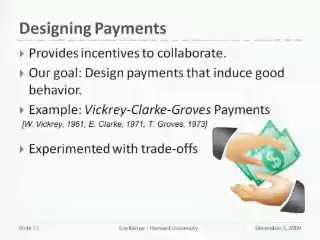 Designing Payments
Provides incentives to collaborate.
Our goal: Design payments that induce good
behavior.
Example: Vickrey-Clarke-Groves Payments
[W. Vickrey, 1961; E. Clarke, 1971; T. Groves, 1973]
Experimented with trade-offs
Slide 77
Ece Kamar - Harvard University
December 2, 2009